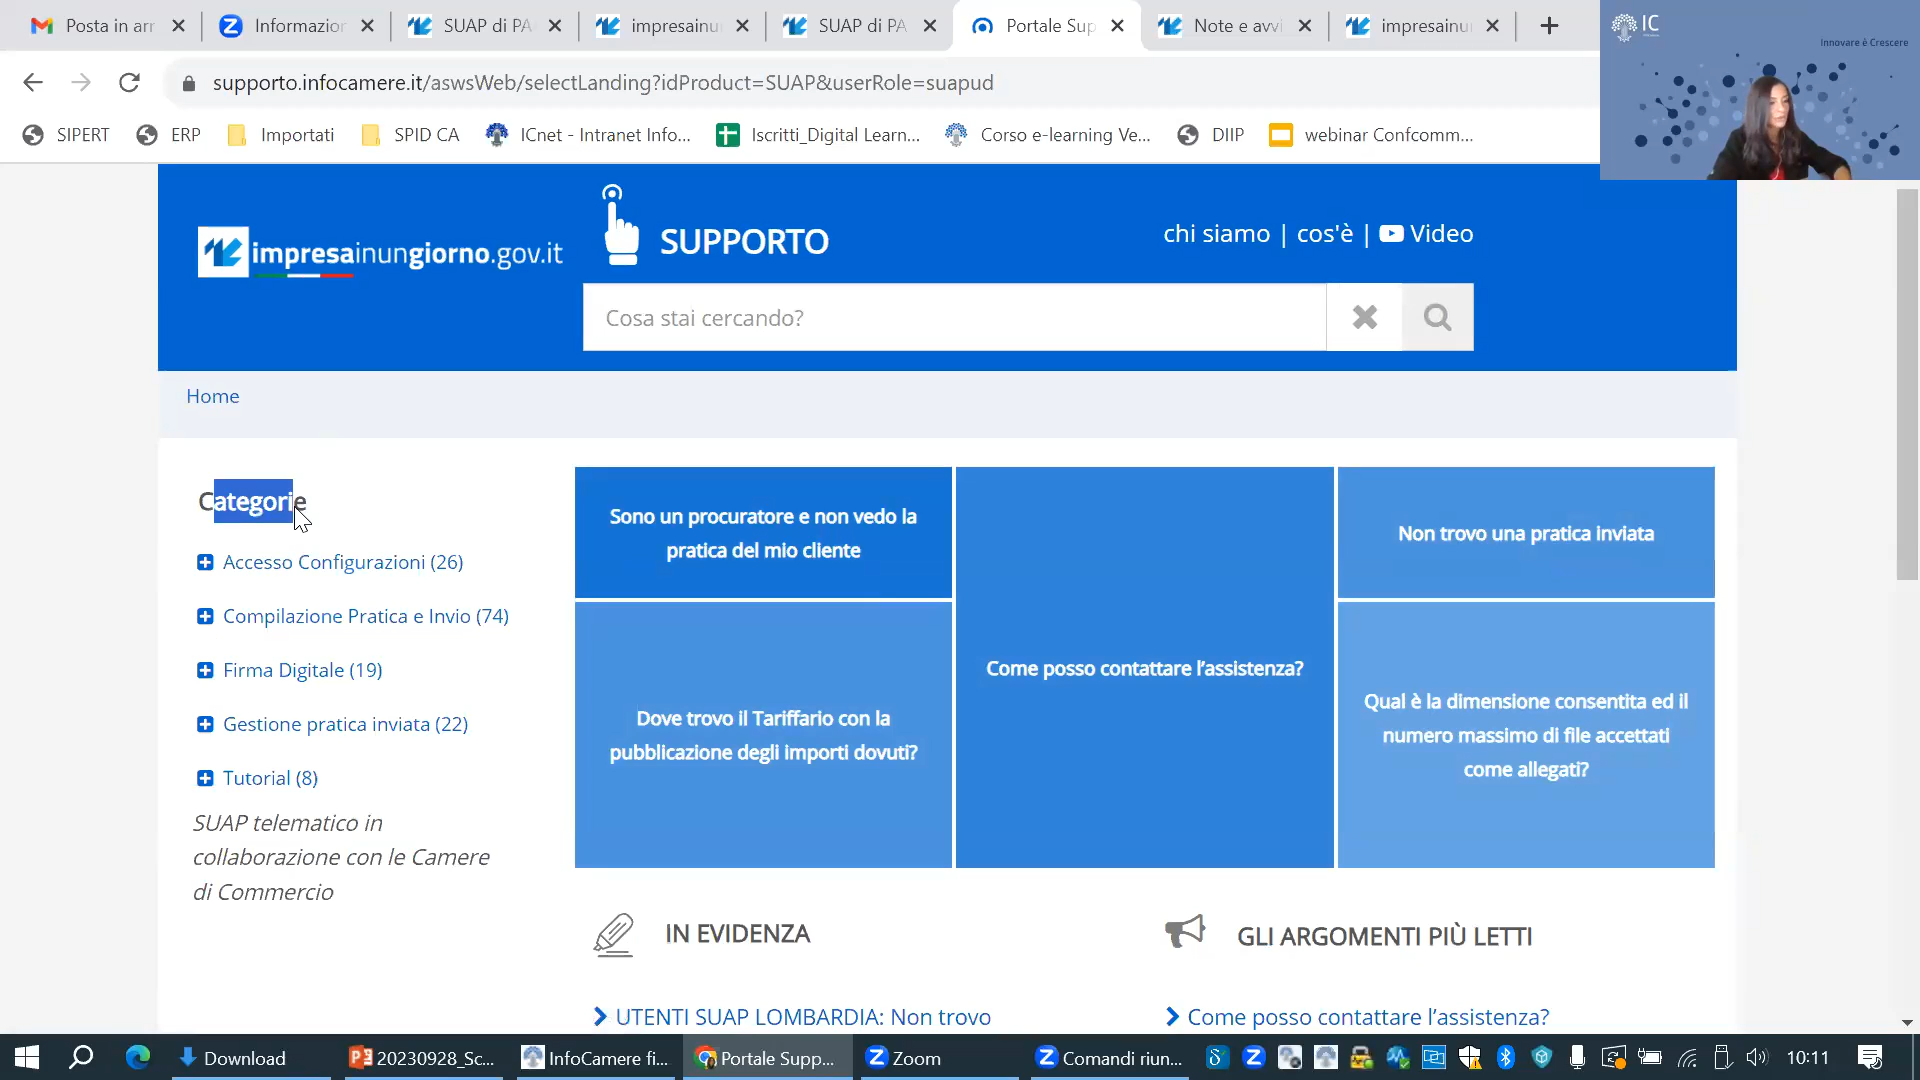 Posta in arr
Informazion
SUAP di PA
impresainu
SUAP di PA
Portale Sup
Note e avvi
impresainu
IC
Innovare è Crescere
supporto.infocamere.it/aswsWeb/selectLanding?idProduct=SUAP&userRole=suapud
SIPERT
ERP
Importati
SPID CA
ICnet - Intranet Info...
Iscritti_Digital Learn...
Corso e-learning Ve...
DIIP
webinar Confcomm...
impresainungiorno.gov.it
SUPPORTO
chi siamo | cos'è | Video
Cosa stai cercando?
Home
Categorie
Accesso Configurazioni (26)
Compilazione Pratica e Invio (74)
Firma Digitale (19)
Gestione pratica inviata (22)
Tutorial (8)
SUAP telematico in
collaborazione con le Camere
di Commercio
Sono un procuratore e non vedo la
pratica del mio cliente
Dove trovo il Tariffario con la
pubblicazione degli importi dovuti?
Come posso contattare l'assistenza?
Non trovo una pratica inviata
Qual è la dimensione consentita ed il
numero massimo di file accettati
come allegati?
IN EVIDENZA
UTENTI SUAP LOMBARDIA: Non trovo
GLI ARGOMENTI PIÙ LETTI
Come posso contattare l'assistenza?
Download
20230928_Sc...
InfoCamere fi...
Portale Supp...
Zoom
Comandi riun...
10:11